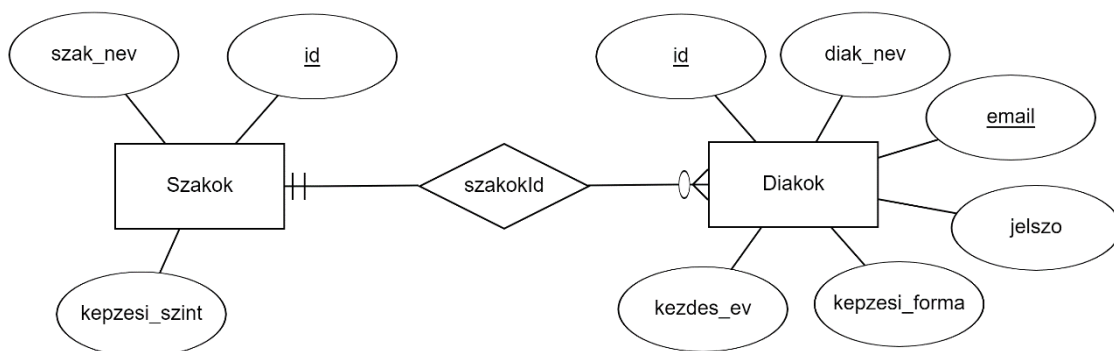 szak_nev
id
id
diak_nev
email
Szakok
szakokId
Diakok
jelszo
kepzesi_szint
kezdes_ev
kepzesi_forma